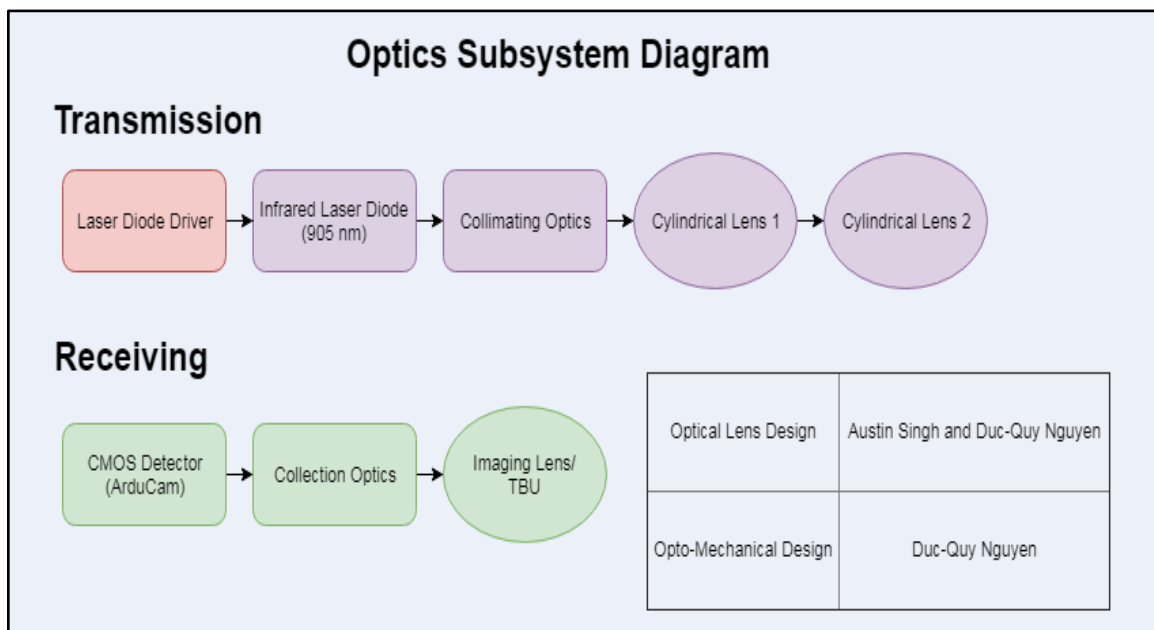 Optics Subsystem Diagram
Transmission
Laser Diode Driver
Infrared Laser Diode
(905 nm)
Collimating Optics
Cylindrical Lens 1
Cylindrical Lens 2
Receiving
CMOS Detector
(ArduCam)
Collection Optics
Imaging Lens/
TBU
Optical Lens Design
Austin Singh and Duc-Quy Nguyen
Opto-Mechanical Design
Duc-Quy Nguyen